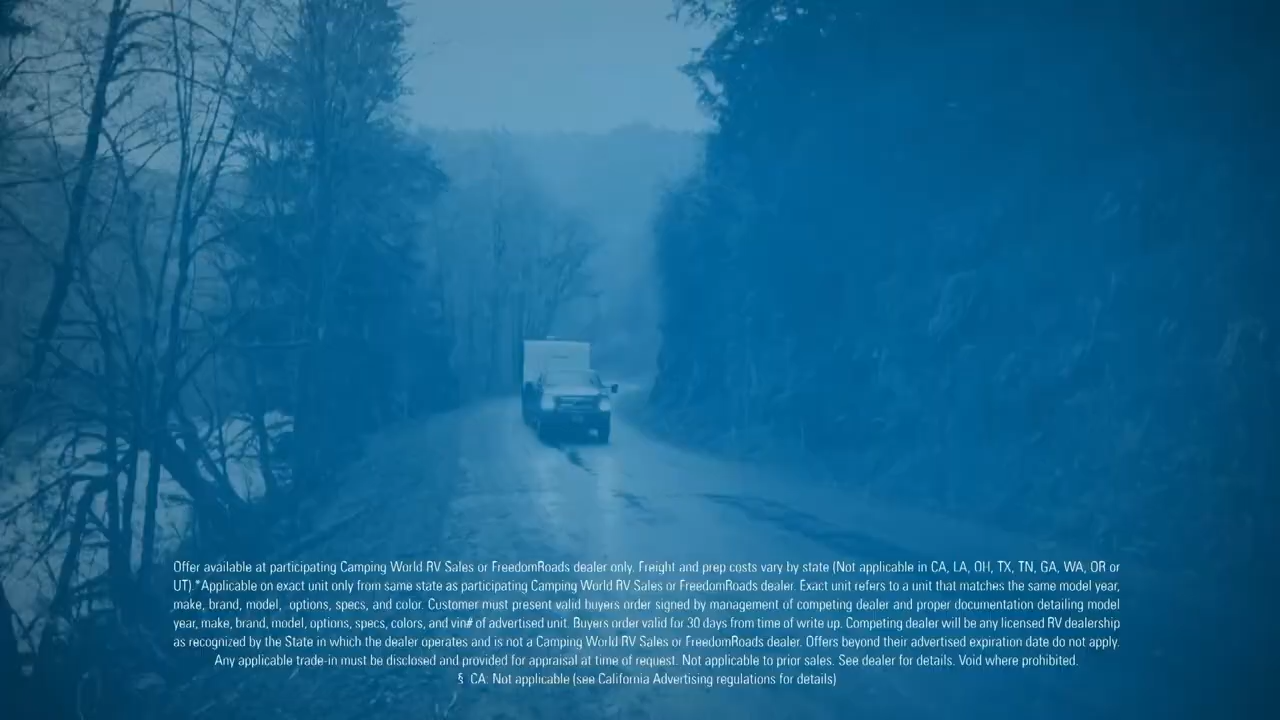 Offer available at participating Camping World RV Sales or FreedomRoads dealer only. Freight and prep costs vary by state (Not applicable in CA, LA, OH, TX, TN, GA, WA, OR or
UT).*Applicable on exact unit only from same state as participating Camping World RV Sales or FreedomRoads dealer. Exact unit refers to a unit that matches the same model year,
make, brand, model, options, specs, and color. Customer must present valid buyers order signed by management of competing dealer and proper documentation detailing model
year, make, brand, model, options, specs, colors, and vin# of advertised unit. Buyers order valid for 30 days from time of write up. Competing dealer will be any licensed RV dealership
as recognized by the State in which the dealer operates and is not a Camping World RV Sales or FreedomRoads dealer. Offers beyond their advertised expiration date do not apply.
Any applicable trade-in must be disclosed and provided for appraisal at time of request. Not applicable to prior sales. See dealer for details. Void where prohibited.
§ CA: Not applicable (see California Advertising regulations for details)